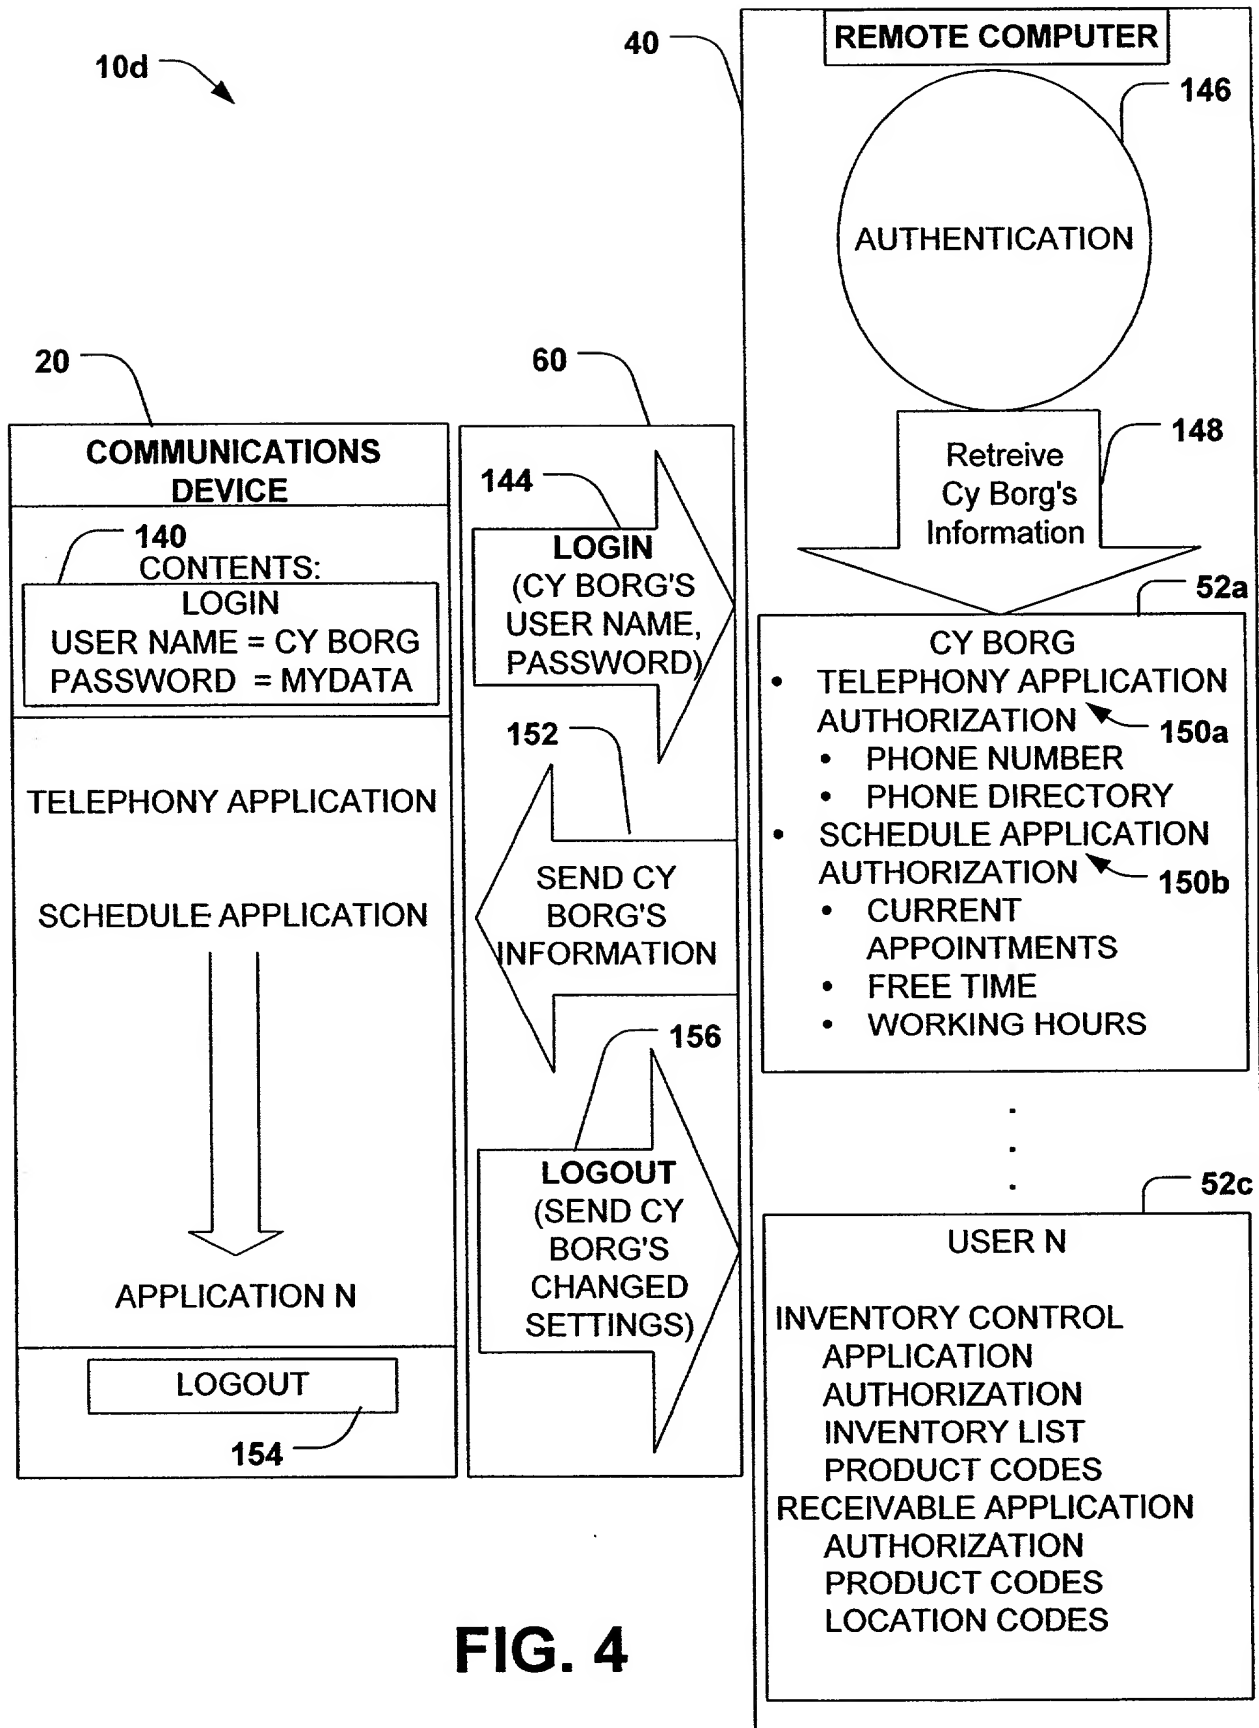 10d
40
REMOTE COMPUTER
146
AUTHENTICATION
148
Retreive
Cy Borg's
Information
20
COMMUNICATIONS
DEVICE
140
CONTENTS:
LOGIN
USER NAME = CY BORG
PASSWORD = MYDATA
TELEPHONY APPLICATION
SCHEDULE APPLICATION
APPLICATION N
LOGOUT
154
60
144
LOGIN
(CY BORG'S
USER NAME,
PASSWORD)
152
SEND CY
BORG'S
INFORMATION
156
LOGOUT
(SEND CY
BORG'S
CHANGED
SETTINGS)
52a
CY BORG
• TELEPHONY APPLICATION
AUTHORIZATION 150a
• PHONE NUMBER
• PHONE DIRECTORY
• SCHEDULE APPLICATION
AUTHORIZATION 150b
• CURRENT
APPOINTMENTS
• FREE TIME
• WORKING HOURS
52c
USER N
INVENTORY CONTROL
APPLICATION
AUTHORIZATION
INVENTORY LIST
PRODUCT CODES
RECEIVABLE APPLICATION
AUTHORIZATION
PRODUCT CODES
LOCATION CODES
FIG. 4